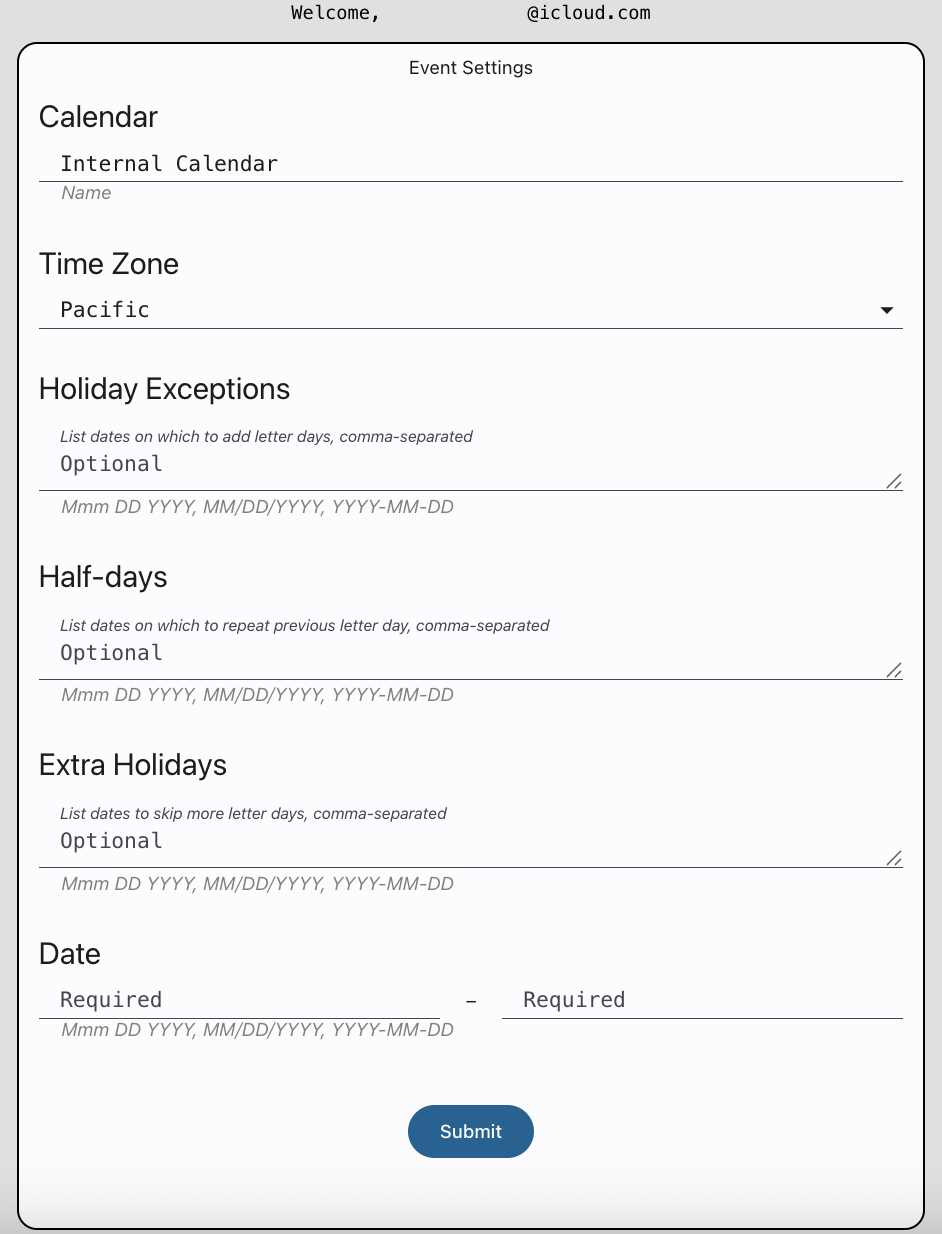 Welcome, @icloud.com
Event Settings
Calendar
Internal Calendar
Name
Time Zone
Pacific
Holiday Exceptions
List dates on which to add letter days, comma-separated
Optional
Mmm DD YYYY, MM/DD/YYYY, YYYY-MM-DD
Half-days
List dates on which to repeat previous letter day, comma-separated
Optional
Mmm DD YYYY, MM/DD/YYYY, YYYY-MM-DD
Extra Holidays
List dates to skip more letter days, comma-separated
Optional
Mmm DD YYYY, MM/DD/YYYY, YYYY-MM-DD
Date
Required – Required
Mmm DD YYYY, MM/DD/YYYY, YYYY-MM-DD
Submit